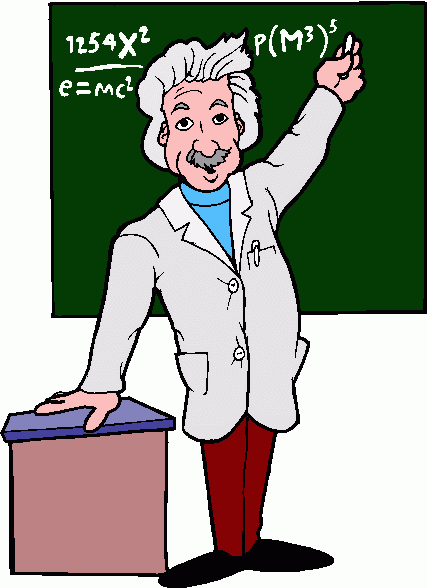 1254X²
e=mc²
P(M³)⁵